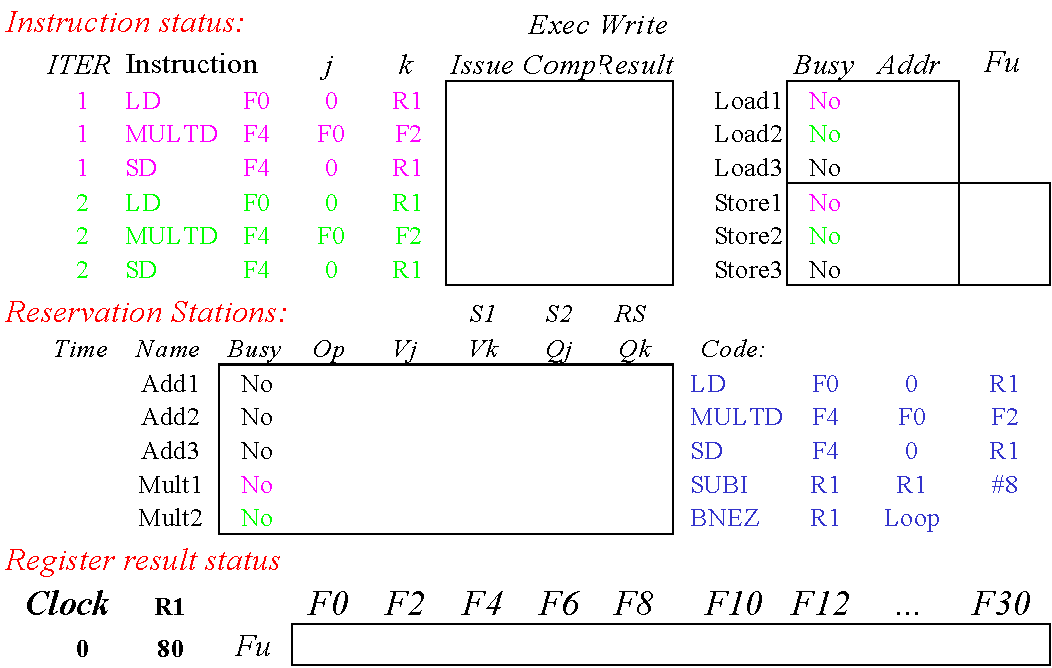 Instruction status: Exec Write
ITER Instruction j k Issue Comp Result Busy Addr Fu
1 LD F0 0 R1 Load1 No
1 MULTD F4 F0 F2 Load2 No
1 SD F4 0 R1 Load3 No
2 LD F0 0 R1 Store1 No
2 MULTD F4 F0 F2 Store2 No
2 SD F4 0 R1 Store3 No
Reservation Stations: S1 S2 RS
Time Name Busy Op Vj Vk Qj Qk Code:
Add1 No LD F0 0 R1
Add2 No MULTD F4 F0 F2
Add3 No SD F4 0 R1
Mult1 No SUBI R1 R1 #8
Mult2 No BNEZ R1 Loop
Register result status
Clock R1 F0 F2 F4 F6 F8 F10 F12 ... F30
0 80 Fu